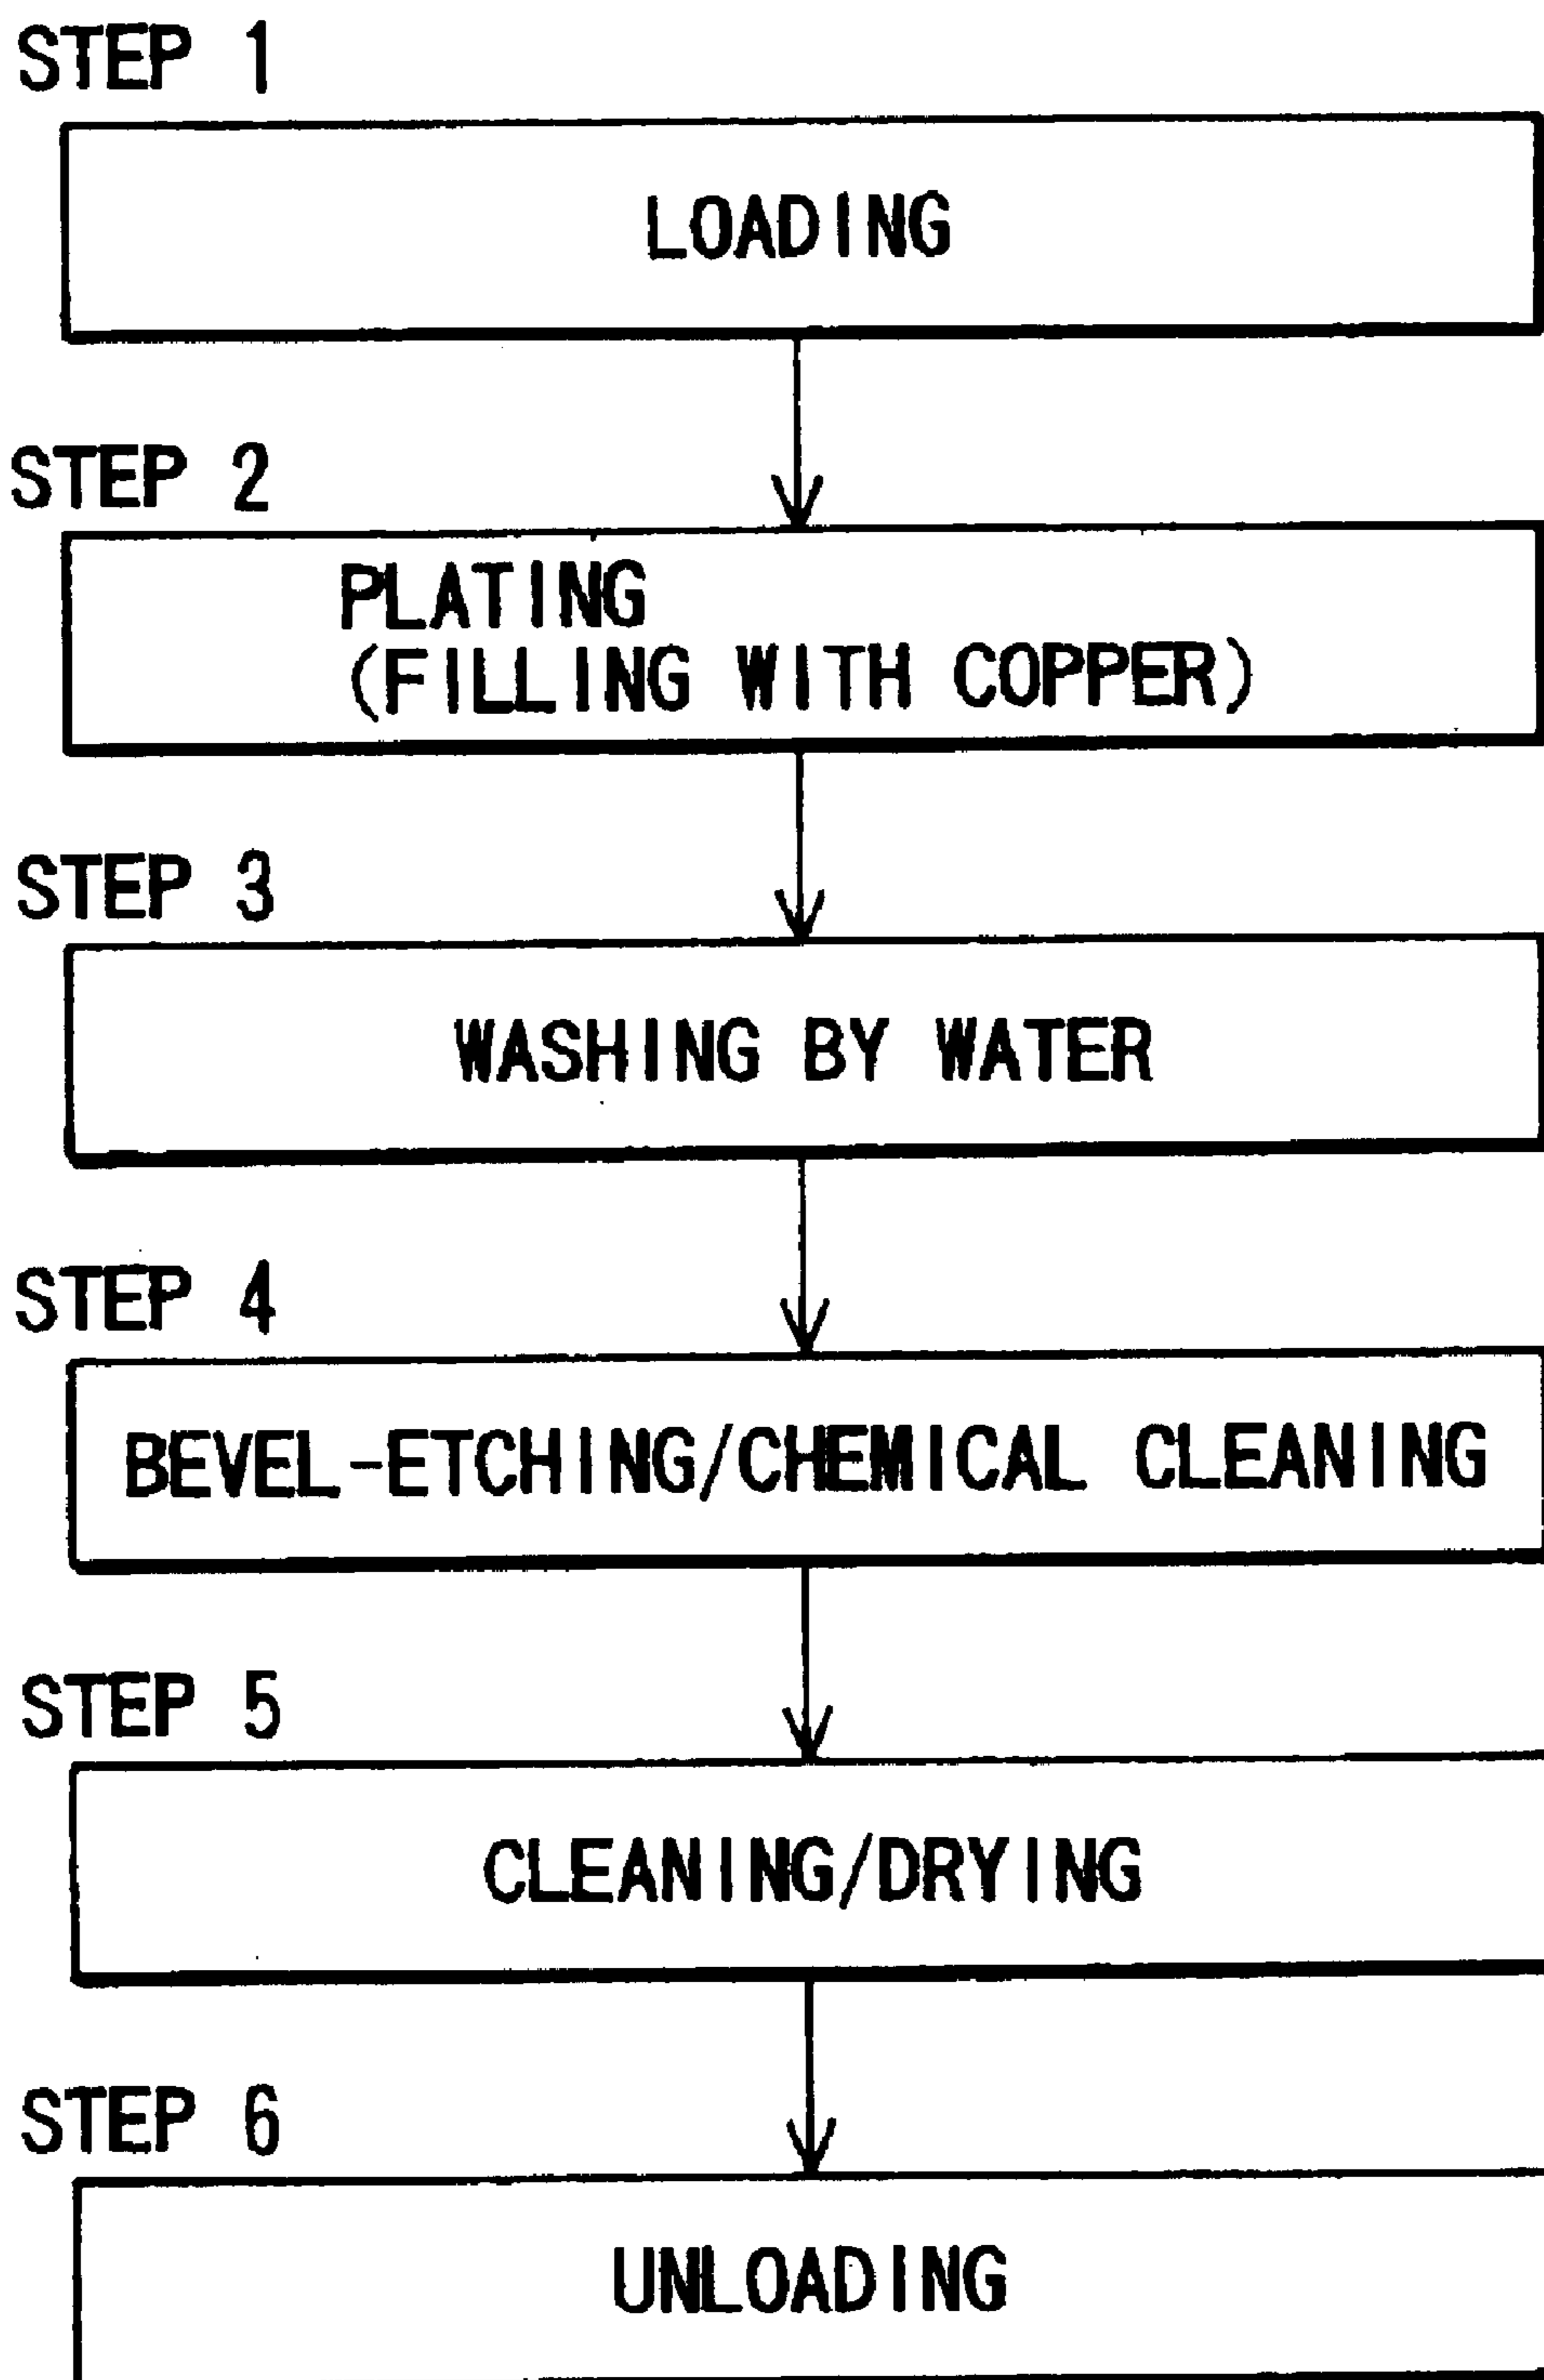 STEP 1
LOADING
STEP 2
PLATING
(FILLING WITH COPPER)
STEP 3
WASHING BY WATER
STEP 4
BEVEL-ETCHING/CHEMICAL CLEANING
STEP 5
CLEANING/DRYING
STEP 6
UNLOADING